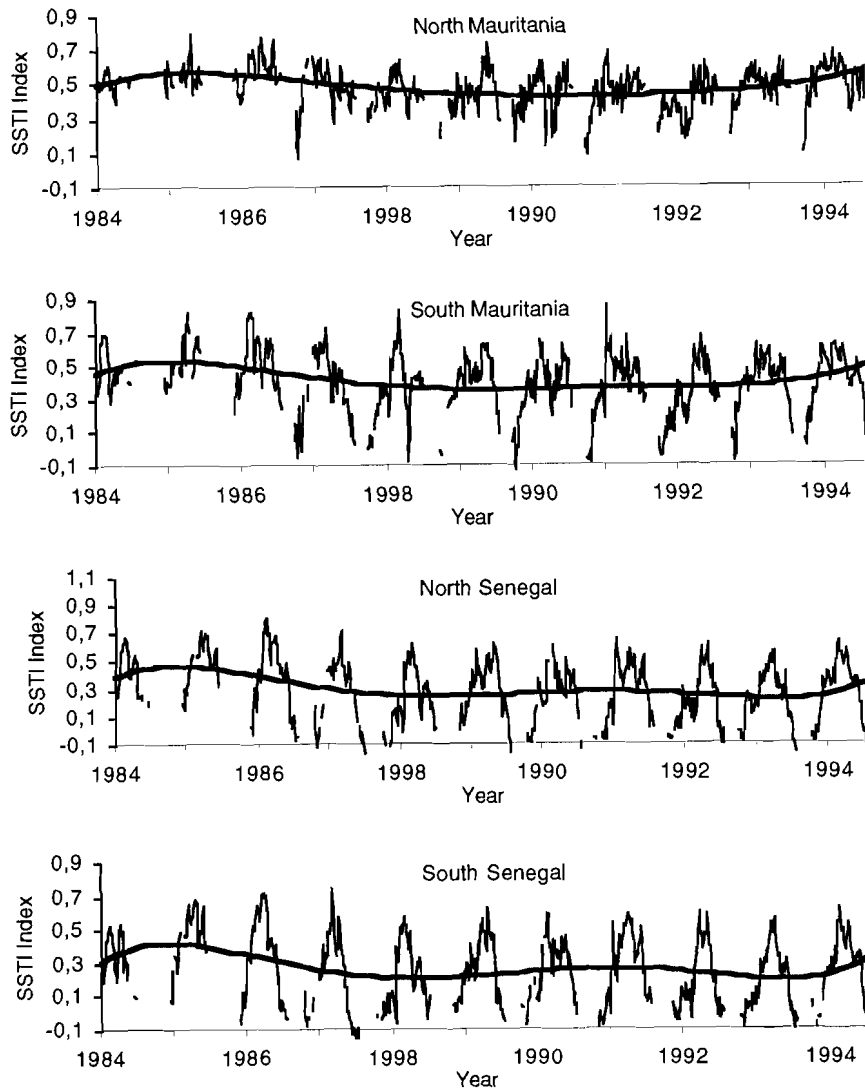 North Mauritania
SSTI Index
0,9
0,7
0,5
0,3
0,1
-0,1
1984 1986 1998 1990 1992 1994
Year
South Mauritania
SSTI Index
0,9
0,7
0,5
0,3
0,1
-0,1
1984 1986 1998 1990 1992 1994
Year
North Senegal
SSTI Index
1,1
0,9
0,7
0,5
0,3
0,1
-0,1
1984 1986 1998 1990 1992 1994
Year
South Senegal
SSTI Index
0,9
0,7
0,5
0,3
0,1
-0,1
1984 1986 1998 1990 1992 1994
Year